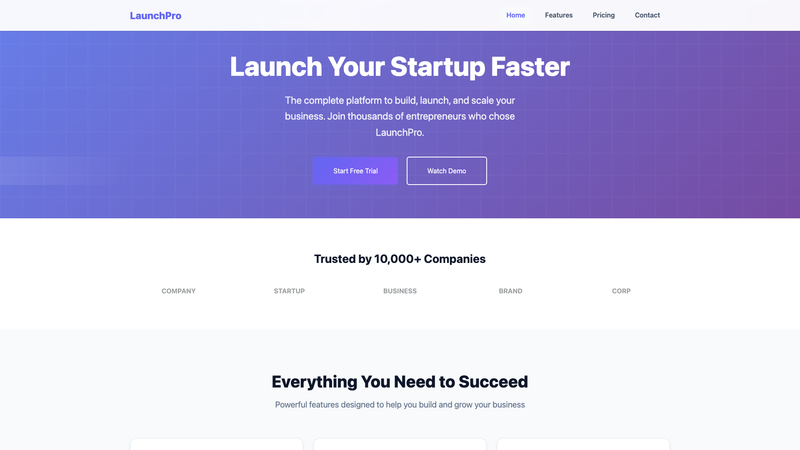 LaunchPro
Home Features Pricing Contact
Launch Your Startup Faster
The complete platform to build, launch, and scale your
business. Join thousands of entrepreneurs who chose
LaunchPro.
Start Free Trial Watch Demo
Trusted by 10,000+ Companies
COMPANY STARTUP BUSINESS BRAND CORP
Everything You Need to Succeed
Powerful features designed to help you build and grow your business